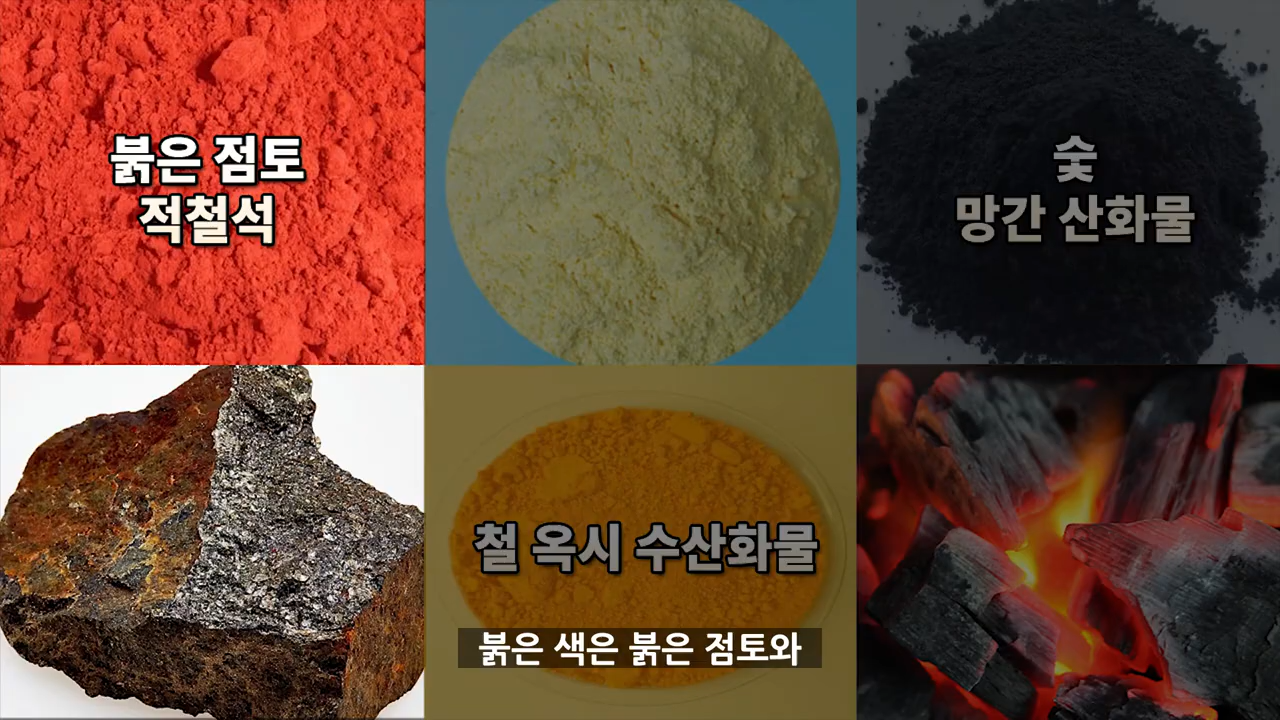 붉은 점토
적철석
숯
망간 산화물
철 옥시 수산화물
붉은 색은 붉은 점토와